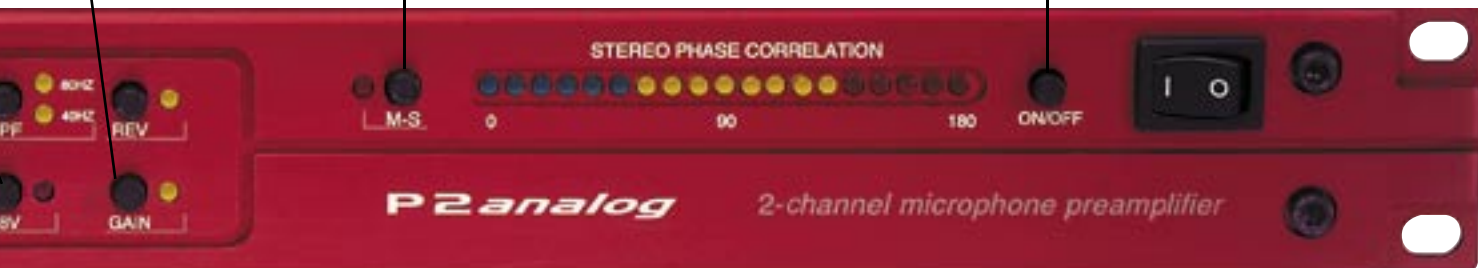 STEREO PHASE CORRELATION
80HZ
40HZ
PF
REV
M-S
0 90 180
ON/OFF
I O
8V
GAIN
P2analog
2-channel microphone preamplifier